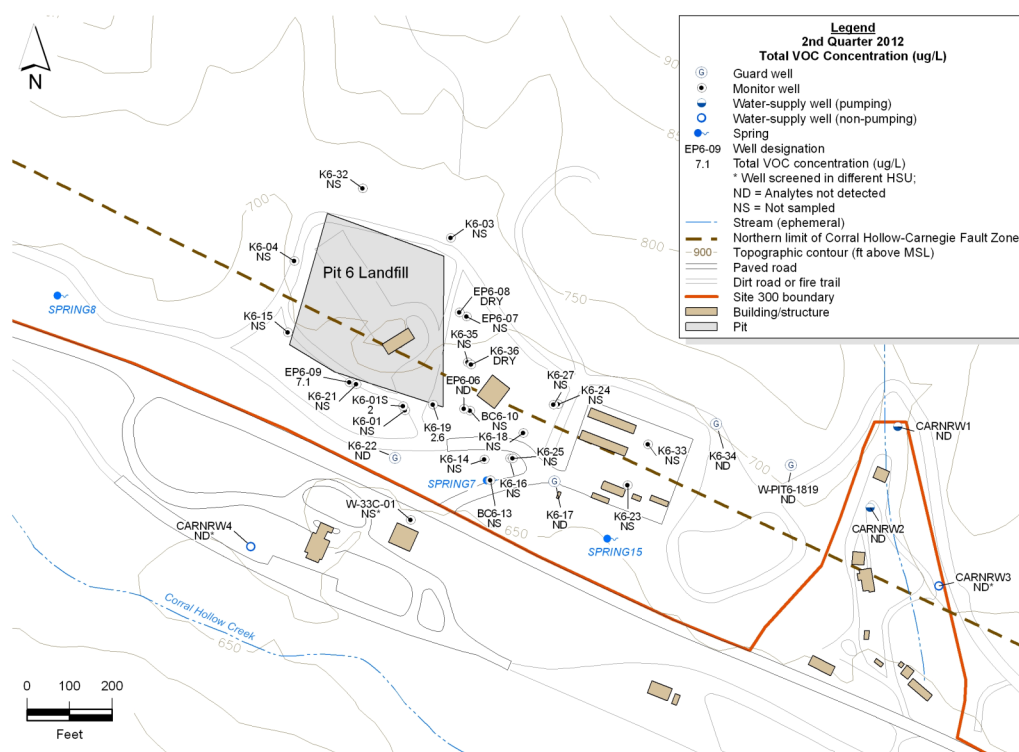 Legend
2nd Quarter 2012
Total VOC Concentration (ug/L)
G Guard well
Monitor well
Water-supply well (pumping)
Water-supply well (non-pumping)
Spring
EP6-09 Well designation
7.1 Total VOC concentration (ug/L)
* Well screened in different HSU;
ND = Analytes not detected
NS = Not sampled
Stream (ephemeral)
Northern limit of Corral Hollow-Carnegie Fault Zone
900 Topographic contour (ft above MSL)
Paved road
Dirt road or fire trail
Site 300 boundary
Building/structure
Pit
N
900
850
800
750
700
700
650
650
K6-32
NS
K6-03
NS
K6-04
NS
Pit 6 Landfill
SPRING8
K6-15
NS
EP6-08
DRY
EP6-07
NS
K6-35
NS
K6-36
DRY
EP6-09
7.1
K6-21
NS
K6-01S
2
K6-01
NS
K6-19
2.6
EP6-06
ND
BC6-10
NS
K6-27
NS
K6-24
NS
K6-18
NS
K6-22
ND
G
K6-14
NS
K6-25
NS
K6-16
NS
SPRING7
BC6-13
NS
G
K6-17
ND
K6-33
NS
K6-23
NS
SPRING15
G
K6-34
ND
G
W-PIT6-1819
ND
CARNRW1
ND
CARNRW2
ND
CARNRW3
ND*
W-33C-01
NS*
CARNRW4
ND*
Corral Hollow Creek
0 100 200
Feet